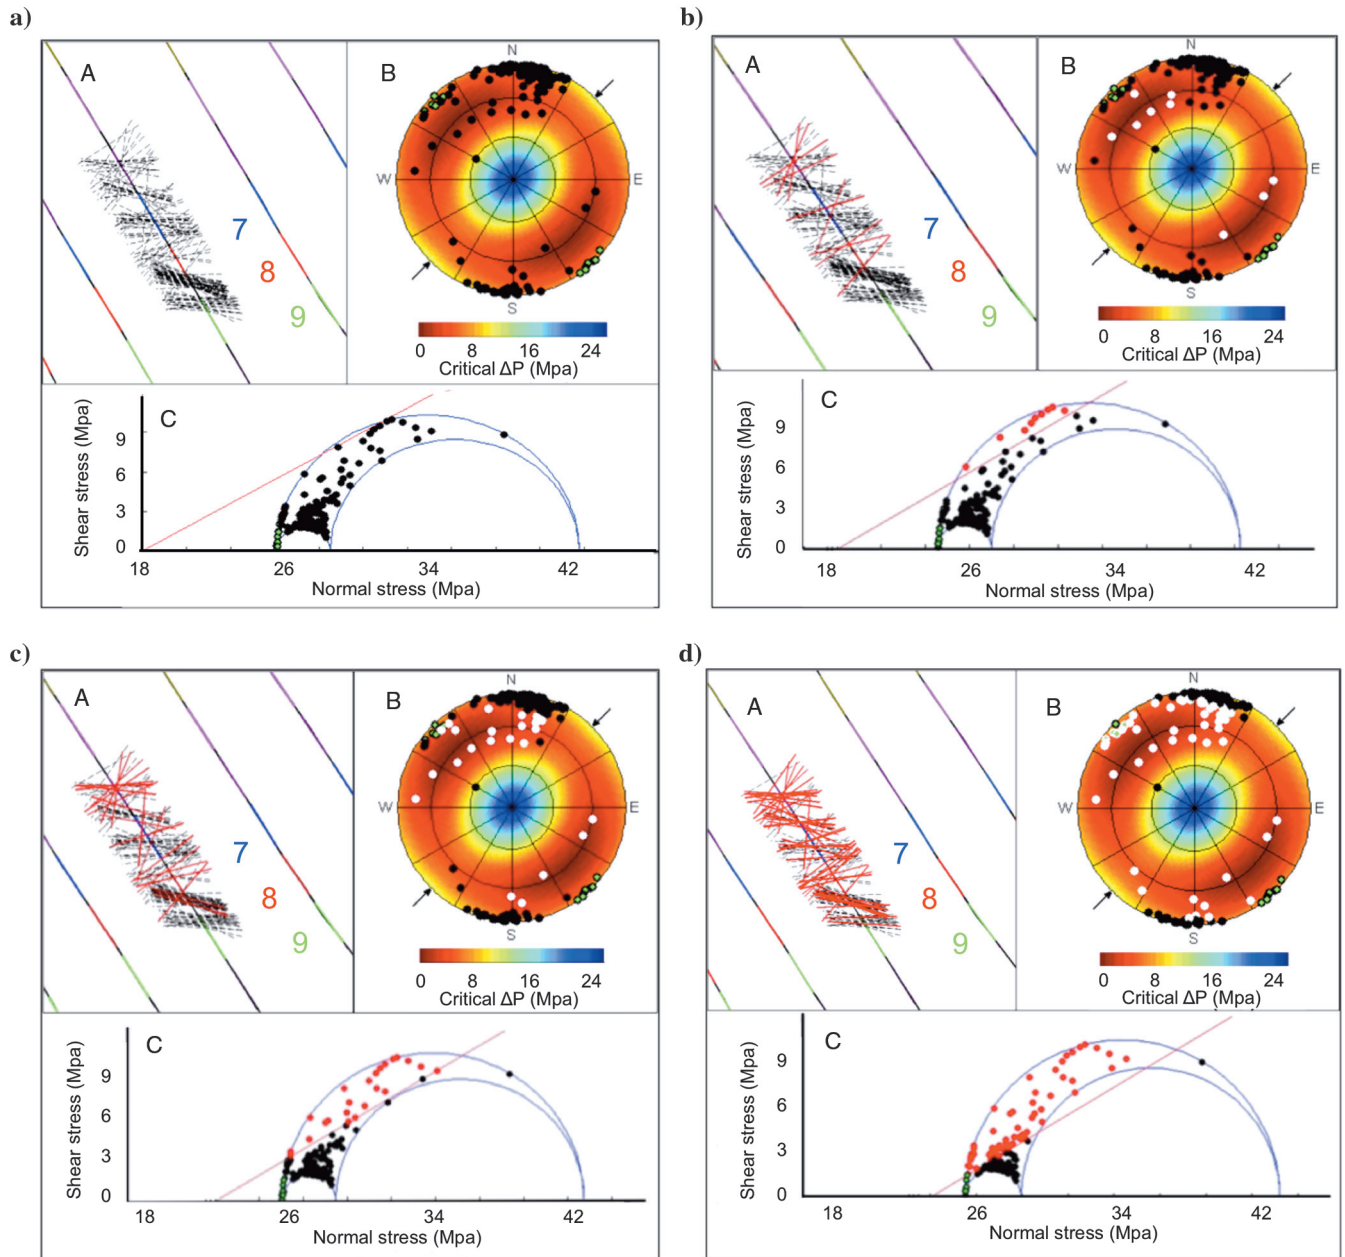 a)
A
B
N
W
E
S
7
8
9
0 8 16 24
Critical ΔP (Mpa)
C
Shear stress (Mpa)
9
6
3
0
18 26 34 42
Normal stress (Mpa)
b)
A
B
N
W
E
S
7
8
9
0 8 16 24
Critical ΔP (Mpa)
C
Shear stress (Mpa)
9
6
3
0
18 26 34 42
Normal stress (Mpa)
c)
A
B
N
W
E
S
7
8
9
0 8 16 24
Critical ΔP (Mpa)
C
Shear stress (Mpa)
9
6
3
0
18 26 34 42
Normal stress (Mpa)
d)
A
B
N
W
E
S
7
8
9
0 8 16 24
Critical ΔP (Mpa)
C
Shear stress (Mpa)
9
6
3
0
18 26 34 42
Normal stress (Mpa)